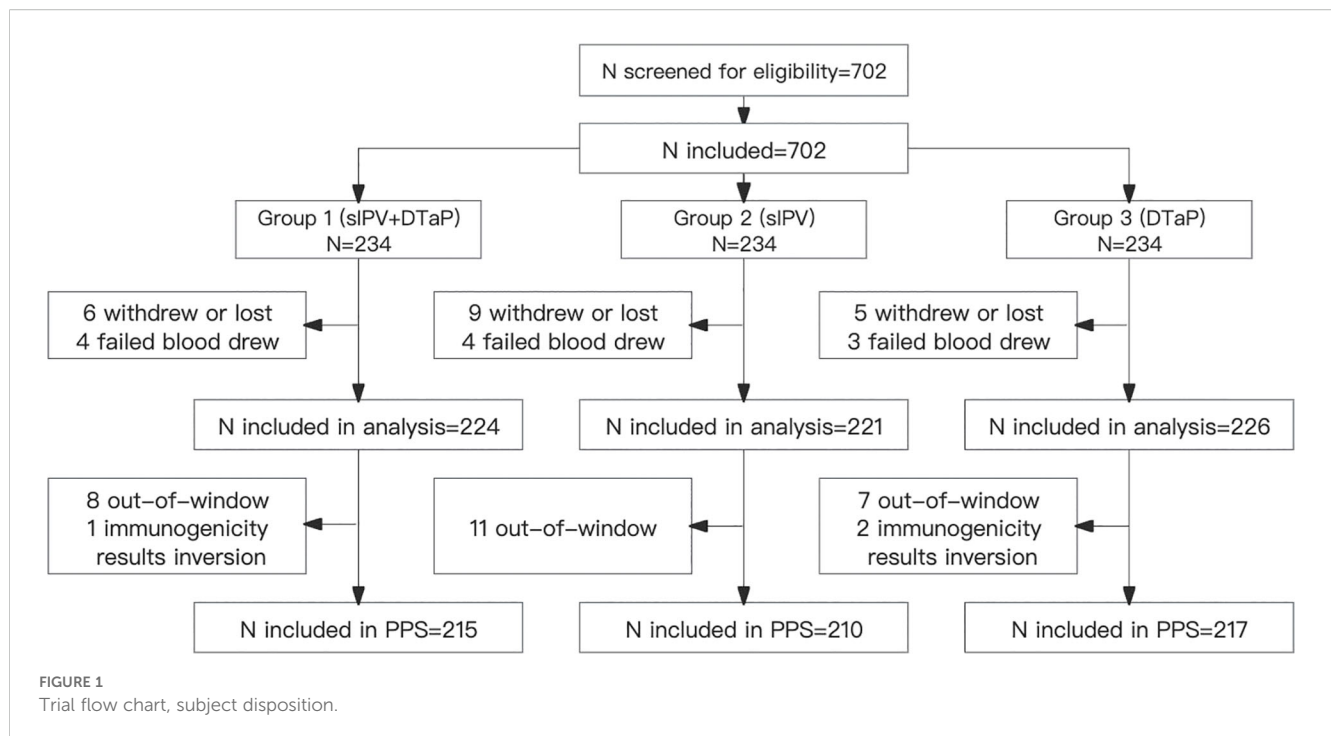 N screened for eligibility=702
N included=702
Group 1 (sIPV+DTaP)
N=234
Group 2 (sIPV)
N=234
Group 3 (DTaP)
N=234
6 withdrew or lost
4 failed blood drew
9 withdrew or lost
4 failed blood drew
5 withdrew or lost
3 failed blood drew
N included in analysis=224
N included in analysis=221
N included in analysis=226
8 out–of–window
1 immunogenicity
results inversion
11 out–of–window
7 out–of–window
2 immunogenicity
results inversion
N included in PPS=215
N included in PPS=210
N included in PPS=217
FIGURE 1
Trial flow chart, subject disposition.